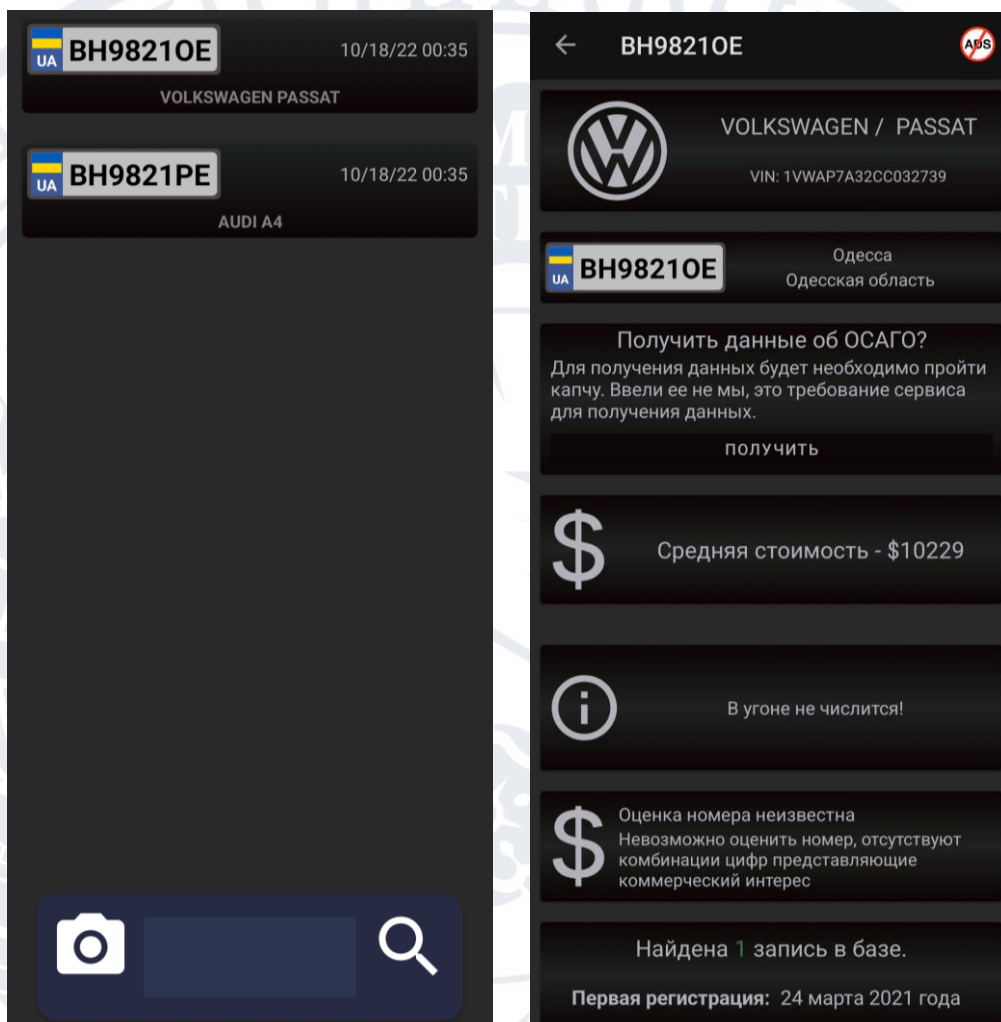 UA BH9821OE 10/18/22 00:35
VOLKSWAGEN PASSAT
UA BH9821PE 10/18/22 00:35
AUDI A4
BH9821OE ADS
VOLKSWAGEN / PASSAT
VIN: 1VWAP7A32CC032739
UA BH9821OE
Одесса
Одесская область
Получить данные об ОСАГО?
Для получения данных будет необходимо пройти
капчу. Ввели ее не мы, это требование сервиса
для получения данных.
ПОЛУЧИТЬ
Средняя стоимость - $10229
В угоне не числится!
Оценка номера неизвестна
Невозможно оценить номер, отсутствуют
комбинации цифр представляющие
коммерческий интерес
Найдена 1 запись в базе.
Первая регистрация: 24 марта 2021 года